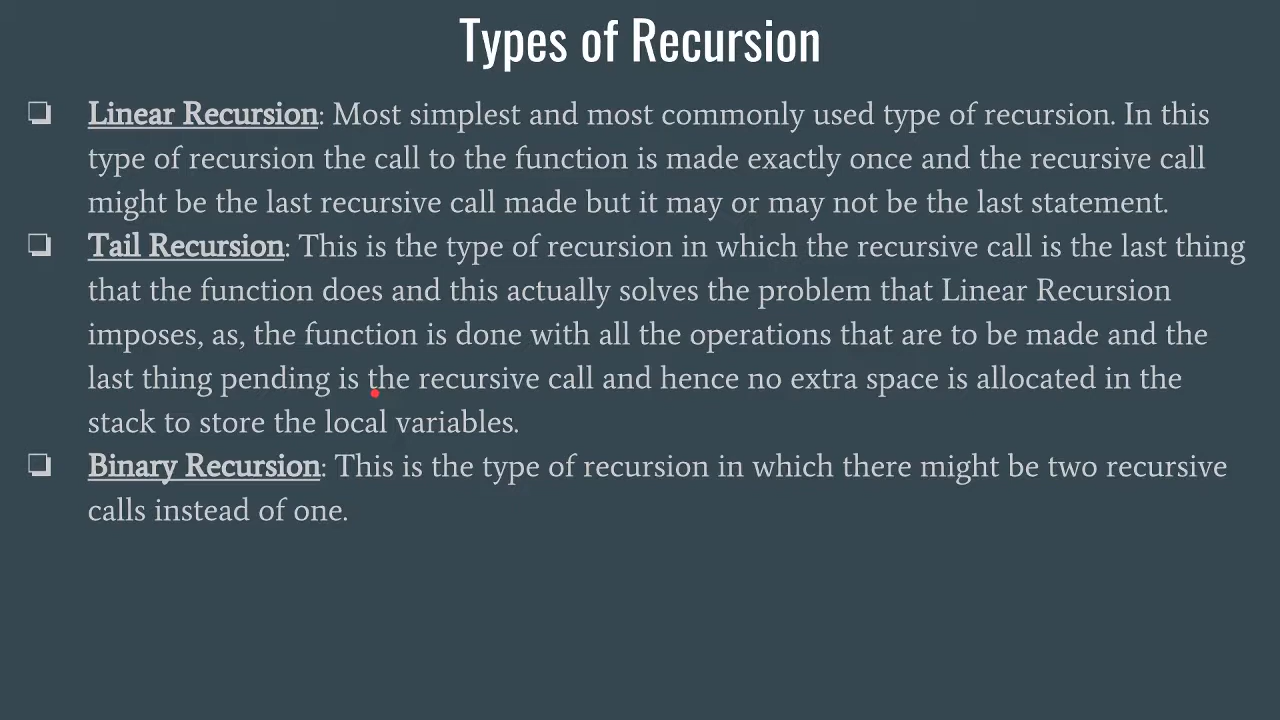 Types of Recursion
❏ Linear Recursion: Most simplest and most commonly used type of recursion. In this
type of recursion the call to the function is made exactly once and the recursive call
might be the last recursive call made but it may or may not be the last statement.
❏ Tail Recursion: This is the type of recursion in which the recursive call is the last thing
that the function does and this actually solves the problem that Linear Recursion
imposes, as, the function is done with all the operations that are to be made and the
last thing pending is the recursive call and hence no extra space is allocated in the
stack to store the local variables.
❏ Binary Recursion: This is the type of recursion in which there might be two recursive
calls instead of one.